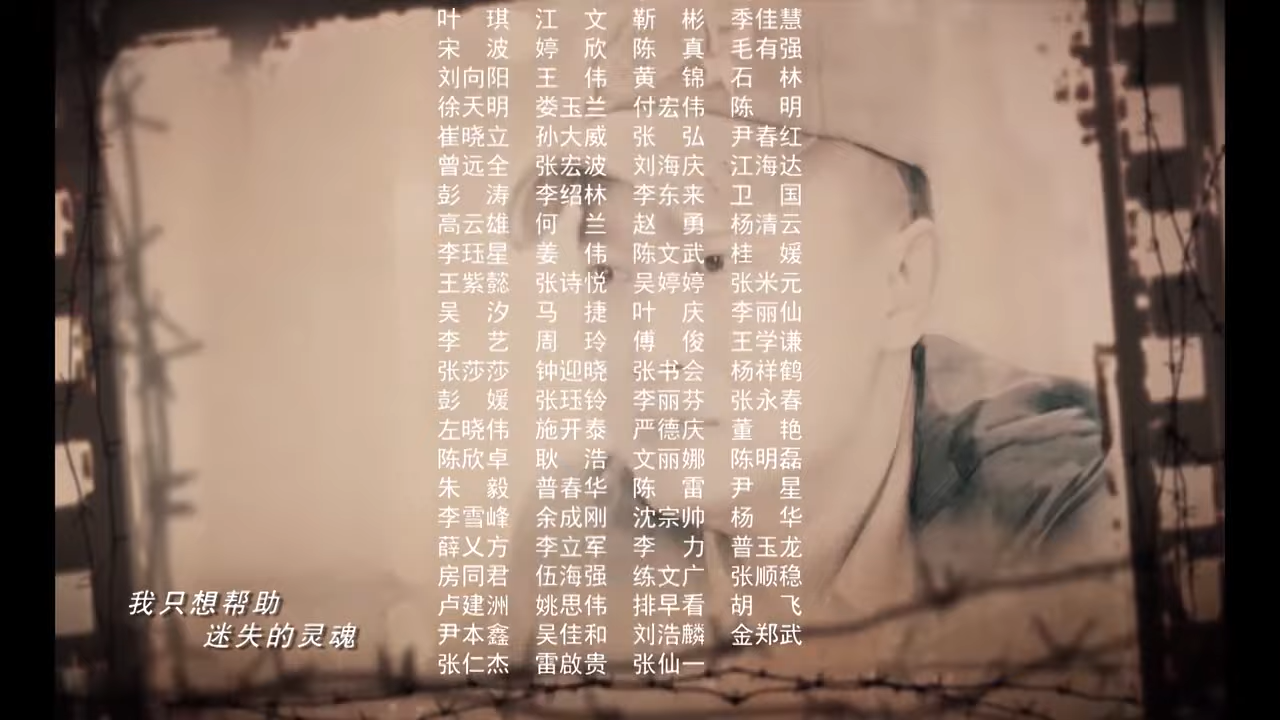 叶　琪　江　文　靳　彬　季佳慧
宋　波　婷　欣　陈　真　毛有强
刘向阳　王　伟　黄　锦　石　林
徐天明　娄玉兰　付宏伟　陈　明
崔晓立　孙大威　张　弘　尹春红
曾远全　张宏波　刘海庆　江海达
彭　涛　李绍林　李东来　卫　国
高云雄　何　兰　赵　勇　杨清云
李珏星　姜　伟　陈文武　桂　媛
王紫懿　张诗悦　吴婷婷　张米元
吴　汐　马　捷　叶　庆　李丽仙
李　艺　周　玲　傅　俊　王学谦
张莎莎　钟迎晓　张书会　杨祥鹤
彭　媛　张珏铃　李丽芬　张永春
左晓伟　施开泰　严德庆　董　艳
陈欣卓　耿　浩　文丽娜　陈明磊
朱　毅　普春华　陈　雷　尹　星
李雪峰　余成刚　沈宗帅　杨　华
薛乂方　李立军　李　力　普玉龙
房同君　伍海强　练文广　张顺稳
卢建洲　姚思伟　排早看　胡　飞
尹本鑫　吴佳和　刘浩麟　金郑武
张仁杰　雷啟贵　张仙一
我只想帮助
迷失的灵魂